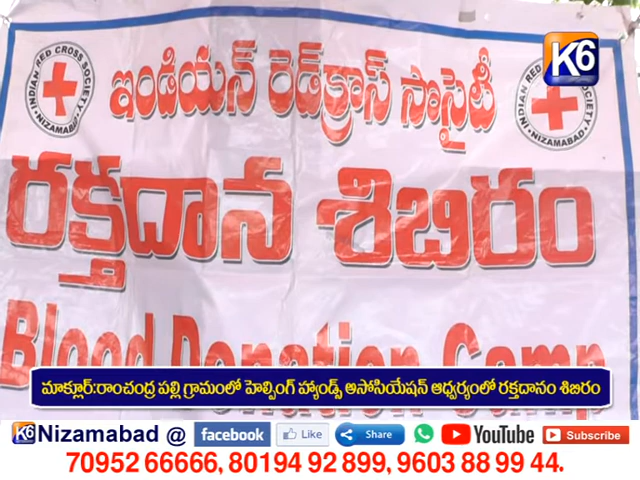 K6
INDIAN RED CROSS SOCIETY
NIZAMABAD
ఇండియన్ రెడ్‌క్రాస్ సొసైటీ
INDIAN RED CROSS SOCIETY
NIZAMABAD
రక్తదాన శిబిరం
Blood Donation Camp
మాక్లూర్:రాంచంద్ర పల్లి గ్రామంలో హెల్పింగ్ హ్యాండ్స్ ఆసోసియేషన్ ఆధ్వర్యంలో రక్తదానం శిబిరం
K6 Nizamabad @ facebook Like Share YouTube Subscribe
70952 66666, 80194 92 899, 9603 88 99 44.